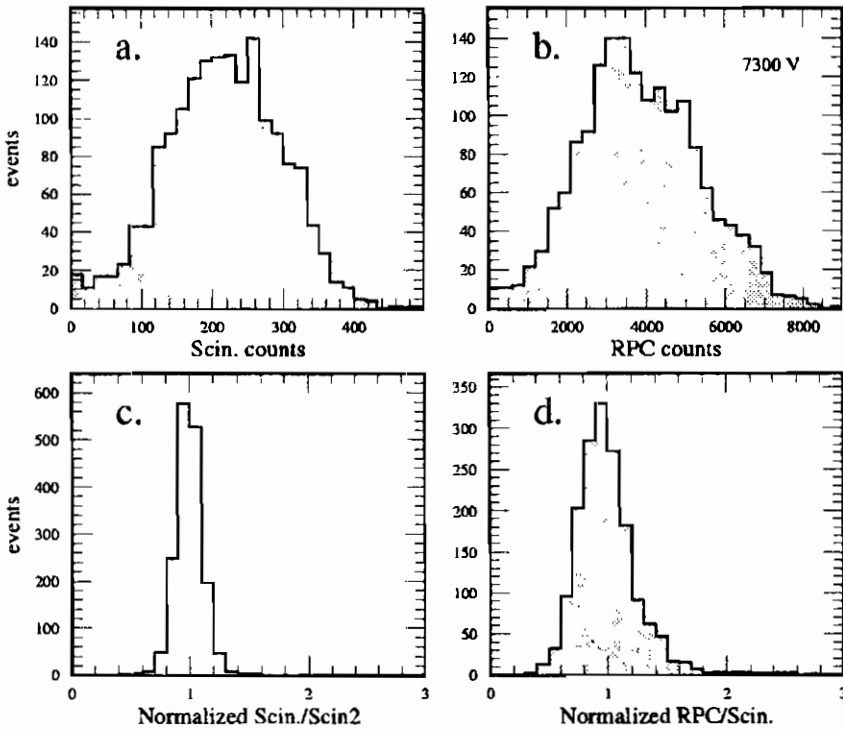 a.
events
140
120
100
80
60
40
20
0
0 100 200 300 400
Scin. counts
b.
7300 V
140
120
100
80
60
40
20
0
0 2000 4000 6000 8000
RPC counts
c.
events
600
500
400
300
200
100
0
0 1 2 3
Normalized Scin./Scin2
d.
350
300
250
200
150
100
50
0
0 1 2 3
Normalized RPC/Scin.